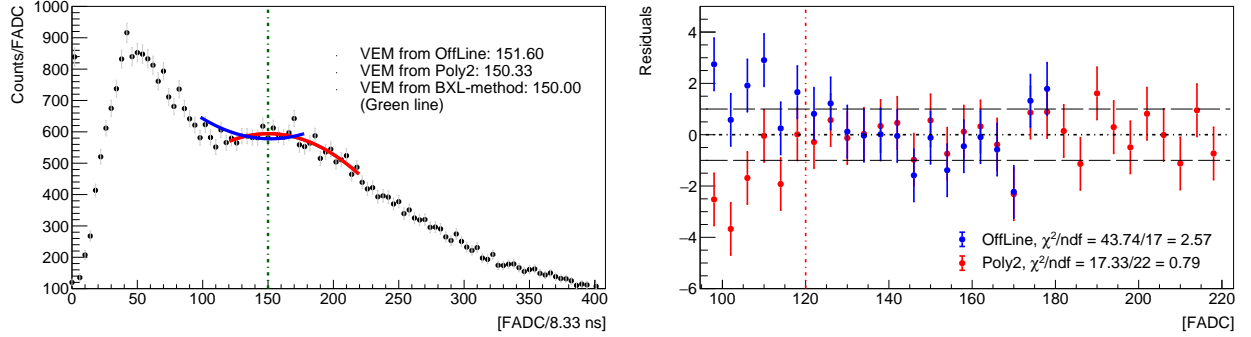 Counts/FADC
1000
900
800
700
600
500
400
300
200
100
VEM from OffLine: 151.60
VEM from Poly2: 150.33
VEM from BXL-method: 150.00
(Green line)
0 50 100 150 200 250 300 350 400
[FADC/8.33 ns]
Residuals
4
2
0
−2
−4
−6
OffLine, χ²/ndf = 43.74/17 = 2.57
Poly2, χ²/ndf = 17.33/22 = 0.79
100 120 140 160 180 200 220
[FADC]